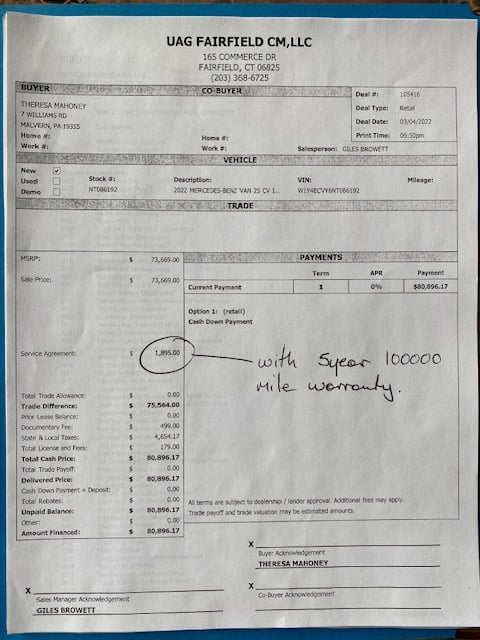 UAG FAIRFIELD CM,LLC
165 COMMERCE DR
FAIRFIELD, CT 06825
(203) 368-6725
BUYER CO-BUYER
THERESA MAHONEY
7 WILLIAMS RD
MALVERN, PA 19355
Home #: Home #:
Work #: Work #:
Deal #: 103416
Deal Type: Retail
Deal Date: 03/04/2022
Print Time: 05:50pm
Salesperson: GILES BROWETT
VEHICLE
New
Used
Demo
Stock #: Description: VIN: Mileage:
NT086192 2022 MERCEDES-BENZ VAN 25 CV 1... W1Y4ECVY6NT086192
TRADE
MSRP: $ 73,669.00
Sale Price: $ 73,669.00
PAYMENTS
Term APR Payment
Current Payment 1 0% $80,896.17
Option 1: (retail)
Cash Down Payment
Service Agreement: $ 1,895.00
with 5year 100000
mile warranty.
Total Trade Allowance: $ 0.00
Trade Difference: $ 75,564.00
Prior Lease Balance: $ 0.00
Documentary Fee: $ 499.00
State & Local Taxes: $ 4,654.17
Total License and Fees: $ 179.00
Total Cash Price: $ 80,896.17
Total Trade Payoff: $ 0.00
Delivered Price: $ 80,896.17
Cash Down Payment + Deposit: $ 0.00
Total Rebates: $ 0.00
Unpaid Balance: $ 80,896.17
Other: $ 0.00
Amount Financed: $ 80,896.17
All terms are subject to dealership / lender approval. Additional fees may apply.
Trade payoff and trade valuation may be estimated amounts.
X
Buyer Acknowledgement
THERESA MAHONEY
X
Sales Manager Acknowledgement
GILES BROWETT
X
Co-Buyer Acknowledgement